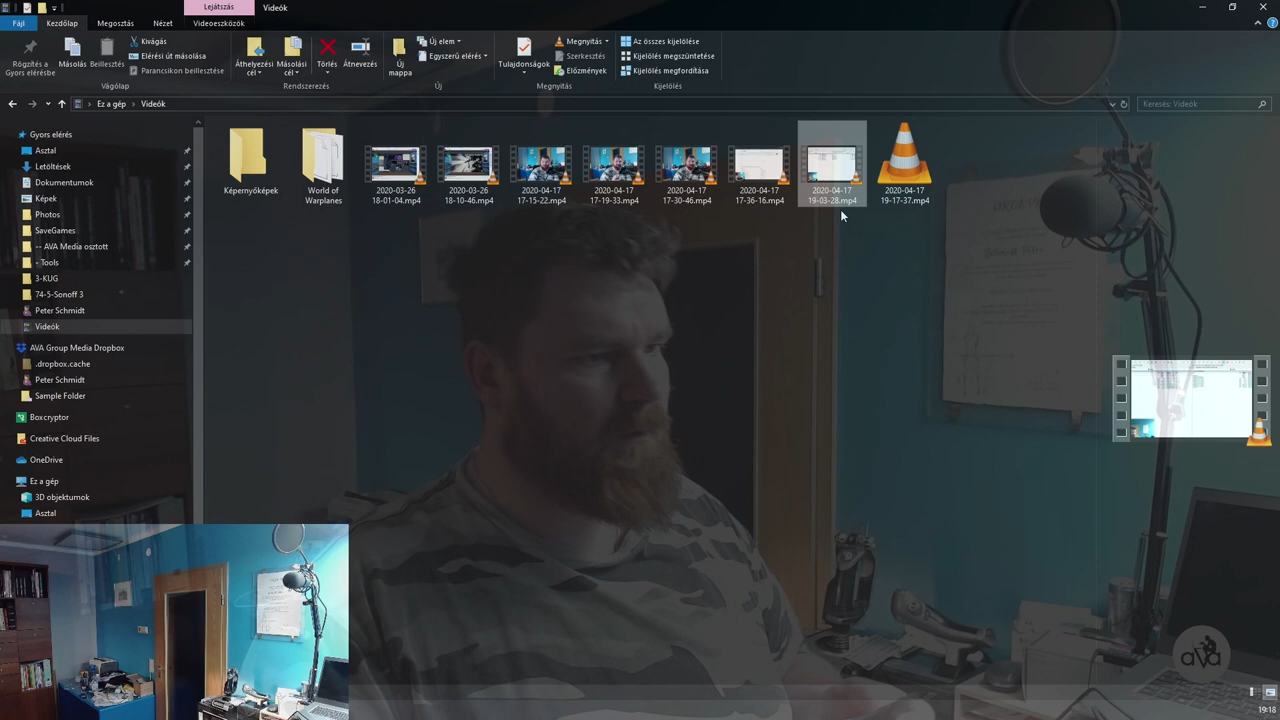 Lejátszás
Videók
Fájl
Kezdőlap
Megosztás
Nézet
Videoeszközök
Rögzítés a
Gyors elérésbe
Másolás
Beillesztés
Kivágás
Elérési út másolása
Parancsikon beillesztése
Vágólap
Áthelyezési
cél
Másolási
cél
Törlés
Átnevezés
Rendszerezés
Új
mappa
Új elem
Egyszerű elérés
Új
Tulajdonságok
Megnyitás
Szerkesztés
Előzmények
Megnyitás
Az összes kijelölése
Kijelölés megszüntetése
Kijelölés megfordítása
Kijelölés
Ez a gép
Videók
Keresés: Videók
Gyors elérés
Asztal
Letöltések
Dokumentumok
Képek
Photos
SaveGames
-- AVA Media osztott
- Tools
3-KUG
74-5-Sonoff 3
Peter Schmidt
Videók
AVA Group Media Dropbox
.dropbox.cache
Peter Schmidt
Sample Folder
Boxcryptor
Creative Cloud Files
OneDrive
Ez a gép
3D objektumok
Asztal
Képernyőképek
World of
Warplanes
2020-03-26
18-01-04.mp4
2020-03-26
18-10-46.mp4
2020-04-17
17-15-22.mp4
2020-04-17
17-19-33.mp4
2020-04-17
17-30-46.mp4
2020-04-17
17-36-16.mp4
2020-04-17
19-03-28.mp4
2020-04-17
19-17-37.mp4
ava
19:18